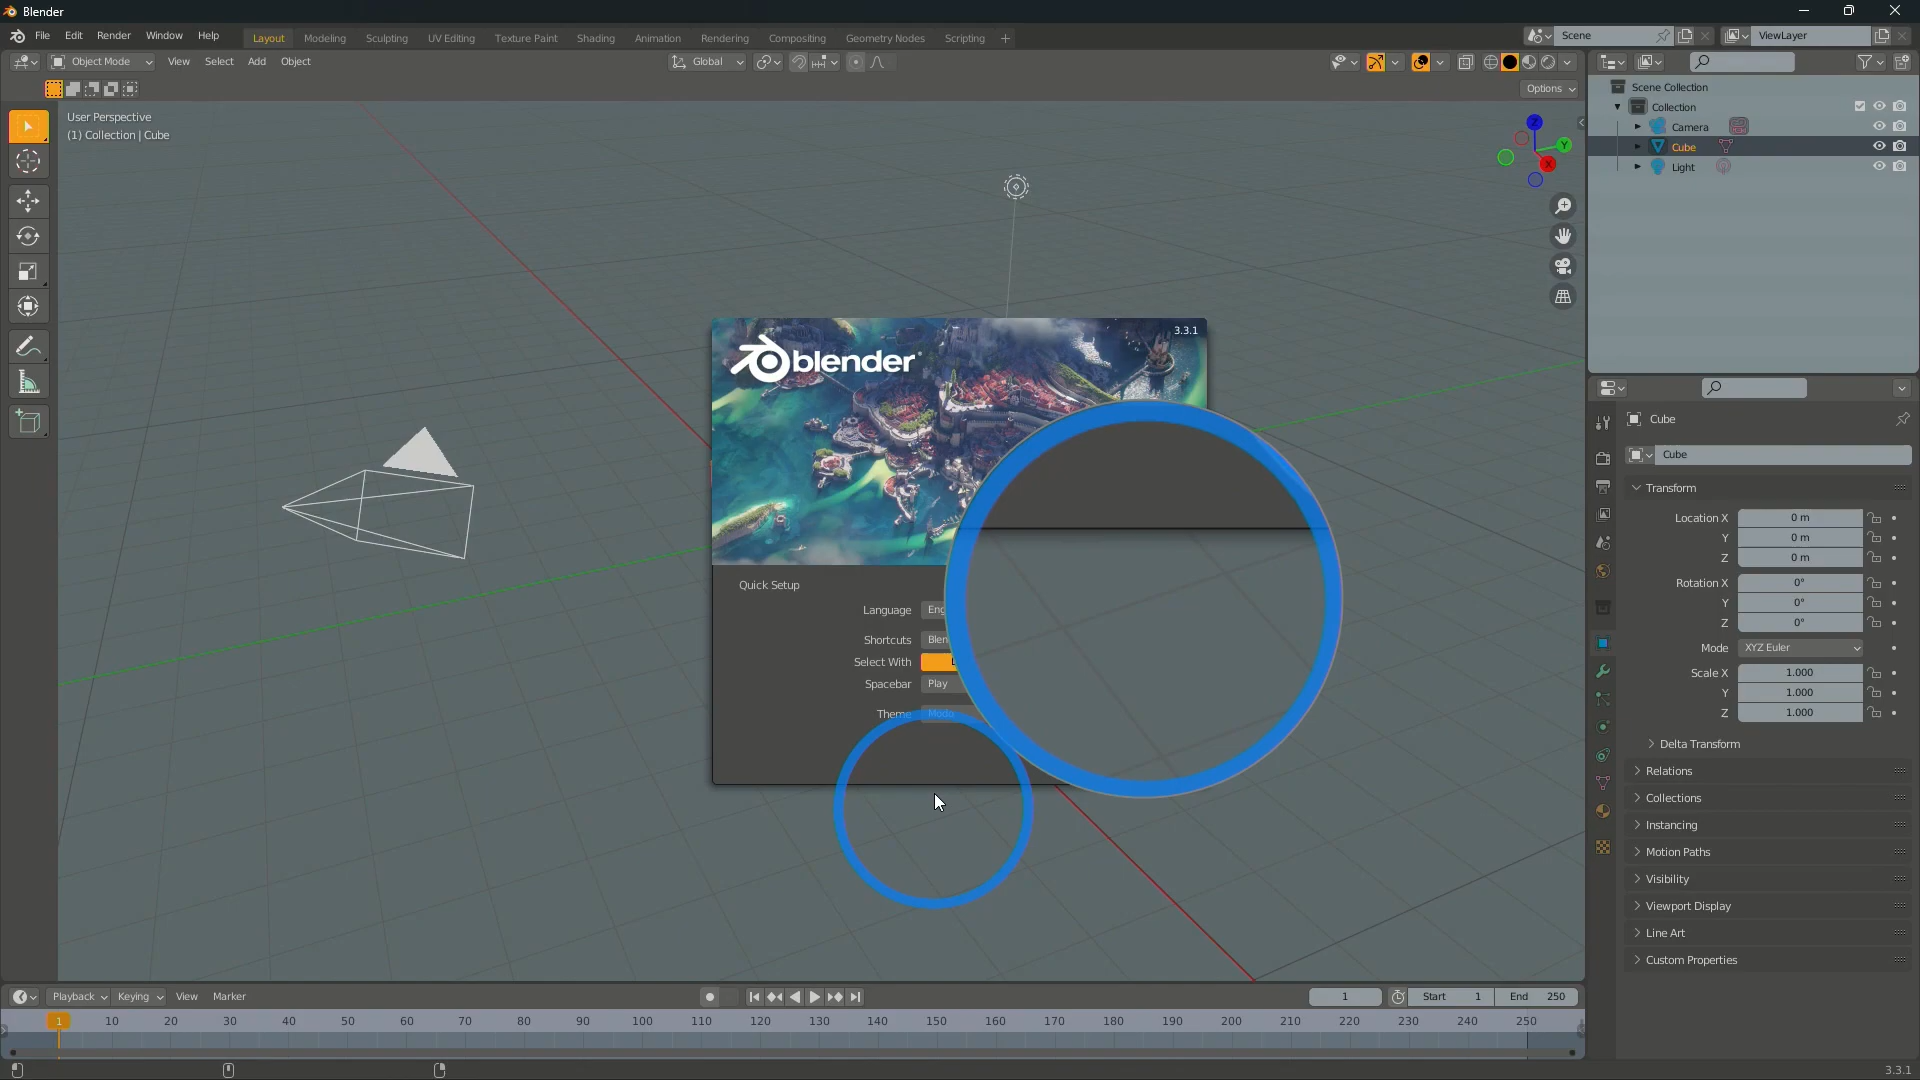 Blender
File Edit Render Window Help
Layout Modeling Sculpting UV Editing Texture Paint Shading Animation Rendering Compositing Geometry Nodes Scripting +
Scene
ViewLayer
Object Mode View Select Add Object
Global
Options
User Perspective
(1) Collection | Cube
Z
Y
X
Scene Collection
Collection
Camera
Cube
Light
blender
3.3.1
Quick Setup
Language
Shortcuts
Select With
Spacebar Play
Theme Modo
Cube
Cube
Transform
Location X 0 m
Y 0 m
Z 0 m
Rotation X 0°
Y 0°
Z 0°
Mode XYZ Euler
Scale X 1.000
Y 1.000
Z 1.000
Delta Transform
Relations
Collections
Instancing
Motion Paths
Visibility
Viewport Display
Line Art
Custom Properties
Playback Keying View Marker
1 Start 1 End 250
1 10 20 30 40 50 60 70 80 90 100 110 120 130 140 150 160 170 180 190 200 210 220 230 240 250
3.3.1